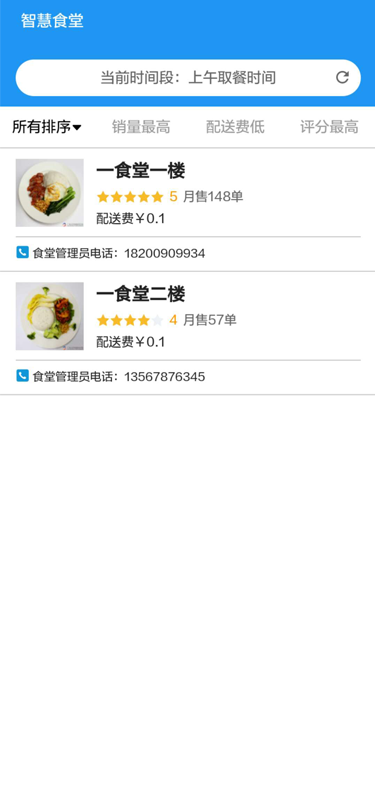 智慧食堂
当前时间段：上午取餐时间
所有排序 销量最高 配送费低 评分最高
一食堂一楼
5 月售148单
配送费￥0.1
食堂管理员电话：18200909934
一食堂二楼
4 月售57单
配送费￥0.1
食堂管理员电话：13567876345